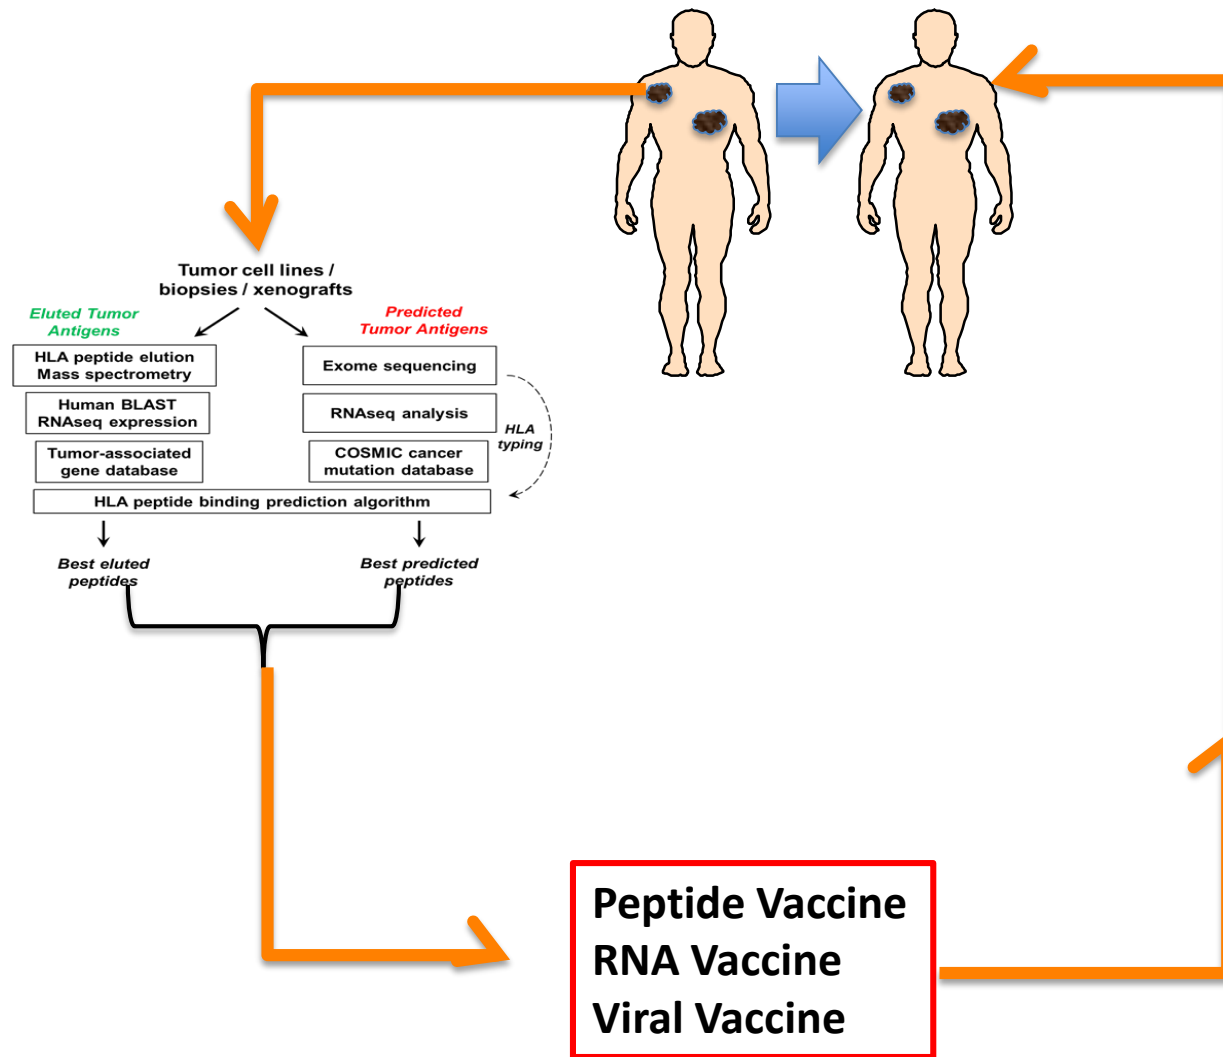 Tumor cell lines /
biopsies / xenografts
Eluted Tumor
Antigens
Predicted
Tumor Antigens
HLA peptide elution
Mass spectrometry
Exome sequencing
Human BLAST
RNAseq expression
RNAseq analysis
HLA
typing
Tumor-associated
gene database
COSMIC cancer
mutation database
HLA peptide binding prediction algorithm
Best eluted
peptides
Best predicted
peptides
Peptide Vaccine
RNA Vaccine
Viral Vaccine